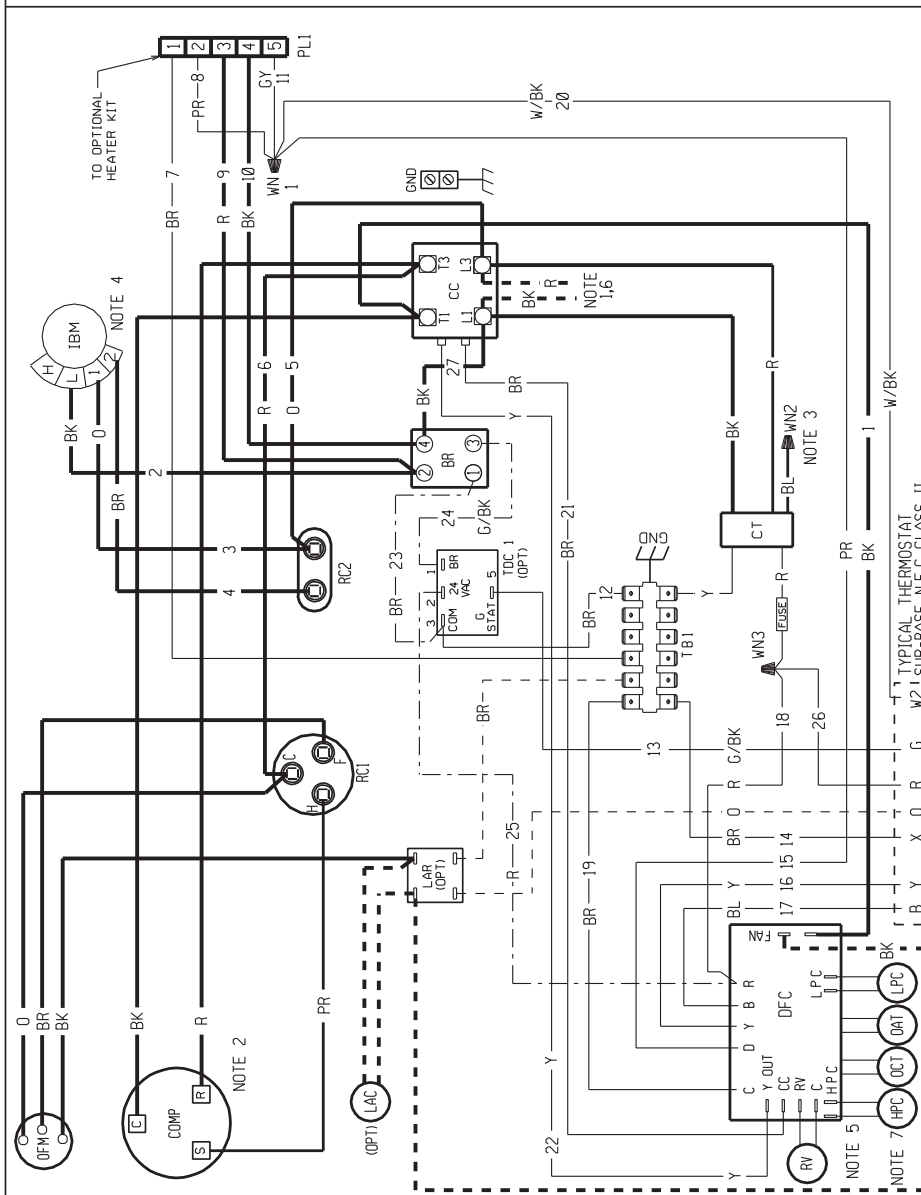 1 2 3 4 5
PL1
TO OPTIONAL
HEATER KIT
PR 8
GY 11
W/BK
20
WN 1
BR 7
R 9
BK 10
GND
H
L
1
2
IBM
NOTE 4
T3
L3
CC
T1
L1
R
BK
NOTE
1,6
R 6
O 5
27
BR
Y
BK
BK
O
BR
2
4
3
BR
2
1
3
4
RC2
24
G/BK
23
BR
1 BR
2 24
VAC
3 COM
G
STAT
5
TDC 1
(OPT)
BR 21
GND
12
BR
TB1
Y
CT
BK
R
BL
WN2
NOTE 3
R
FUSE
WN3
18
26
W/BK
1
BK
PR
TYPICAL THERMOSTAT
W2
C
F
H
RC1
BR
13
G/BK
G
R
R
O
O
BR 14
X
15
Y 16
Y
BL 17
B
25
R
19
BR
LAR
(OPT)
O
BR
BK
OFM
BK
R
PR
C
R
S
COMP
NOTE 2
(OPT)
LAC
Y
22
Y
FAN
BK
R
B
Y
D
C
DFC
LPC
Y OUT
CC
RV
C
HPC
RV
NOTE 5
LPC
OAT
OCT
HPC
NOTE 7